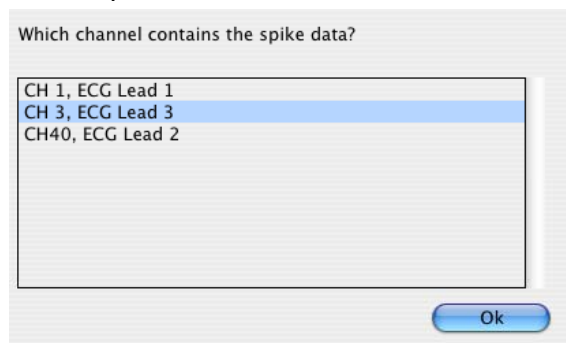 Which channel contains the spike data?
CH 1, ECG Lead 1
CH 3, ECG Lead 3
CH40, ECG Lead 2
Ok